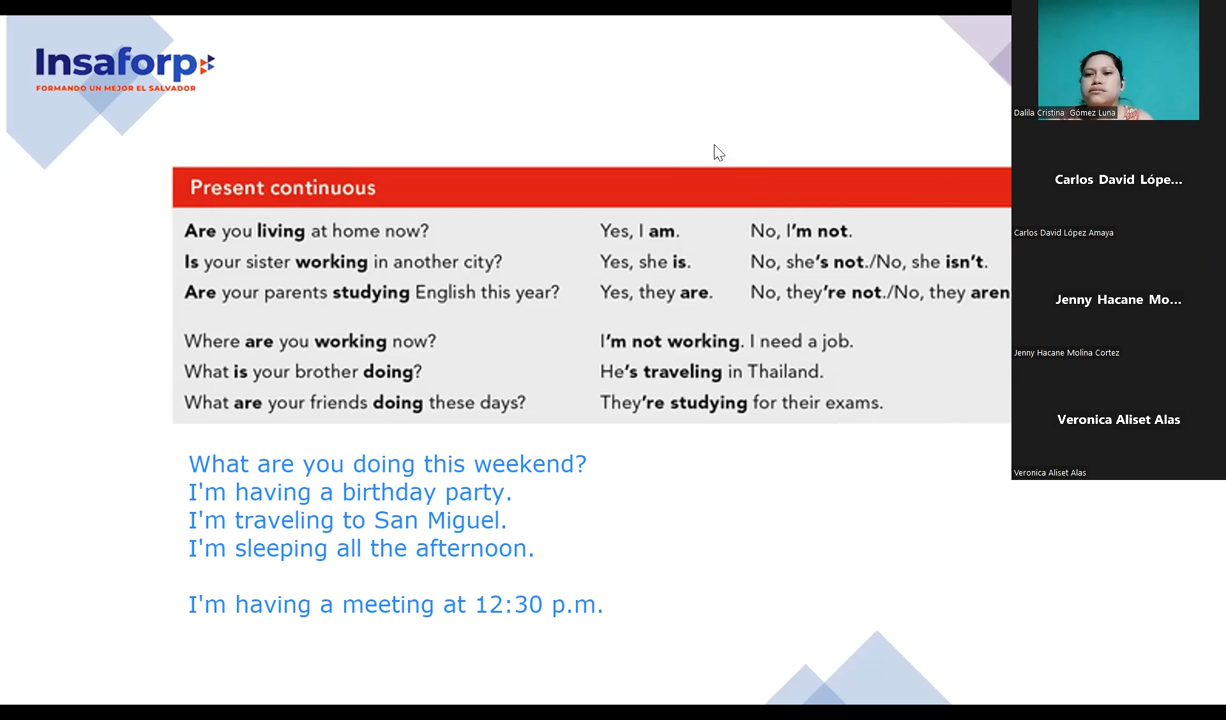 Insaforp
FORMANDO UN MEJOR EL SALVADOR
Present continuous
Are you living at home now? Yes, I am. No, I'm not.
Is your sister working in another city? Yes, she is. No, she's not./No, she isn't.
Are your parents studying English this year? Yes, they are. No, they're not./No, they aren
Where are you working now? I'm not working. I need a job.
What is your brother doing? He's traveling in Thailand.
What are your friends doing these days? They're studying for their exams.
What are you doing this weekend?
I'm having a birthday party.
I'm traveling to San Miguel.
I'm sleeping all the afternoon.
I'm having a meeting at 12:30 p.m.
Dalila Cristina Gómez Luna
Carlos David Lópe...
Carlos David López Amaya
Jenny Hacane Mo...
Jenny Hacane Molina Cortez
Veronica Aliset Alas
Veronica Aliset Alas